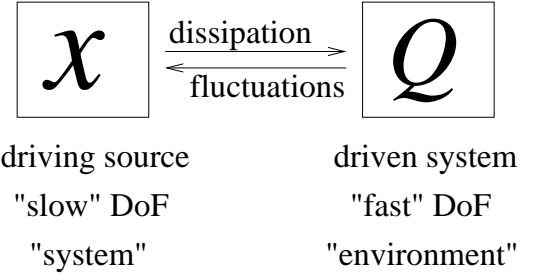 x
dissipation
fluctuations
Q
driving source
"slow" DoF
"system"
driven system
"fast" DoF
"environment"